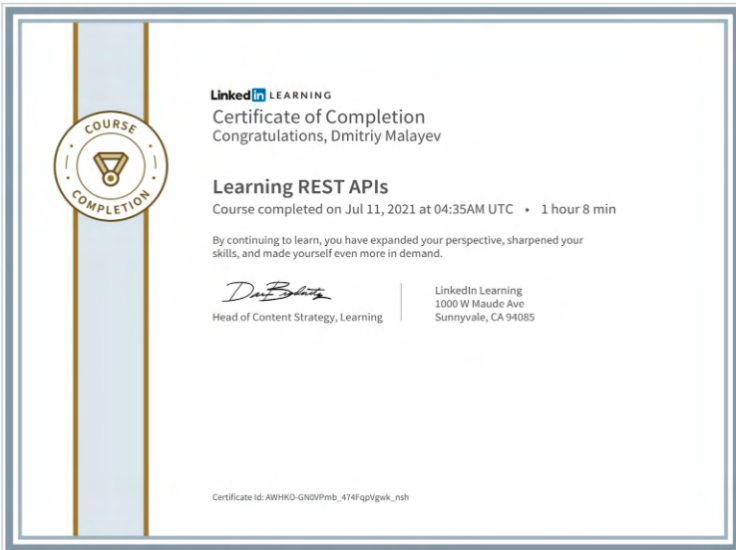 COURSE
COMPLETION
Linked in LEARNING
Certificate of Completion
Congratulations, Dmitriy Malayev
Learning REST APIs
Course completed on Jul 11, 2021 at 04:35AM UTC • 1 hour 8 min
By continuing to learn, you have expanded your perspective, sharpened your
skills, and made yourself even more in demand.
Head of Content Strategy, Learning
LinkedIn Learning
1000 W Maude Ave
Sunnyvale, CA 94085
Certificate Id: AWHKO-GN0VPmb_474FqpVgwk_nsh